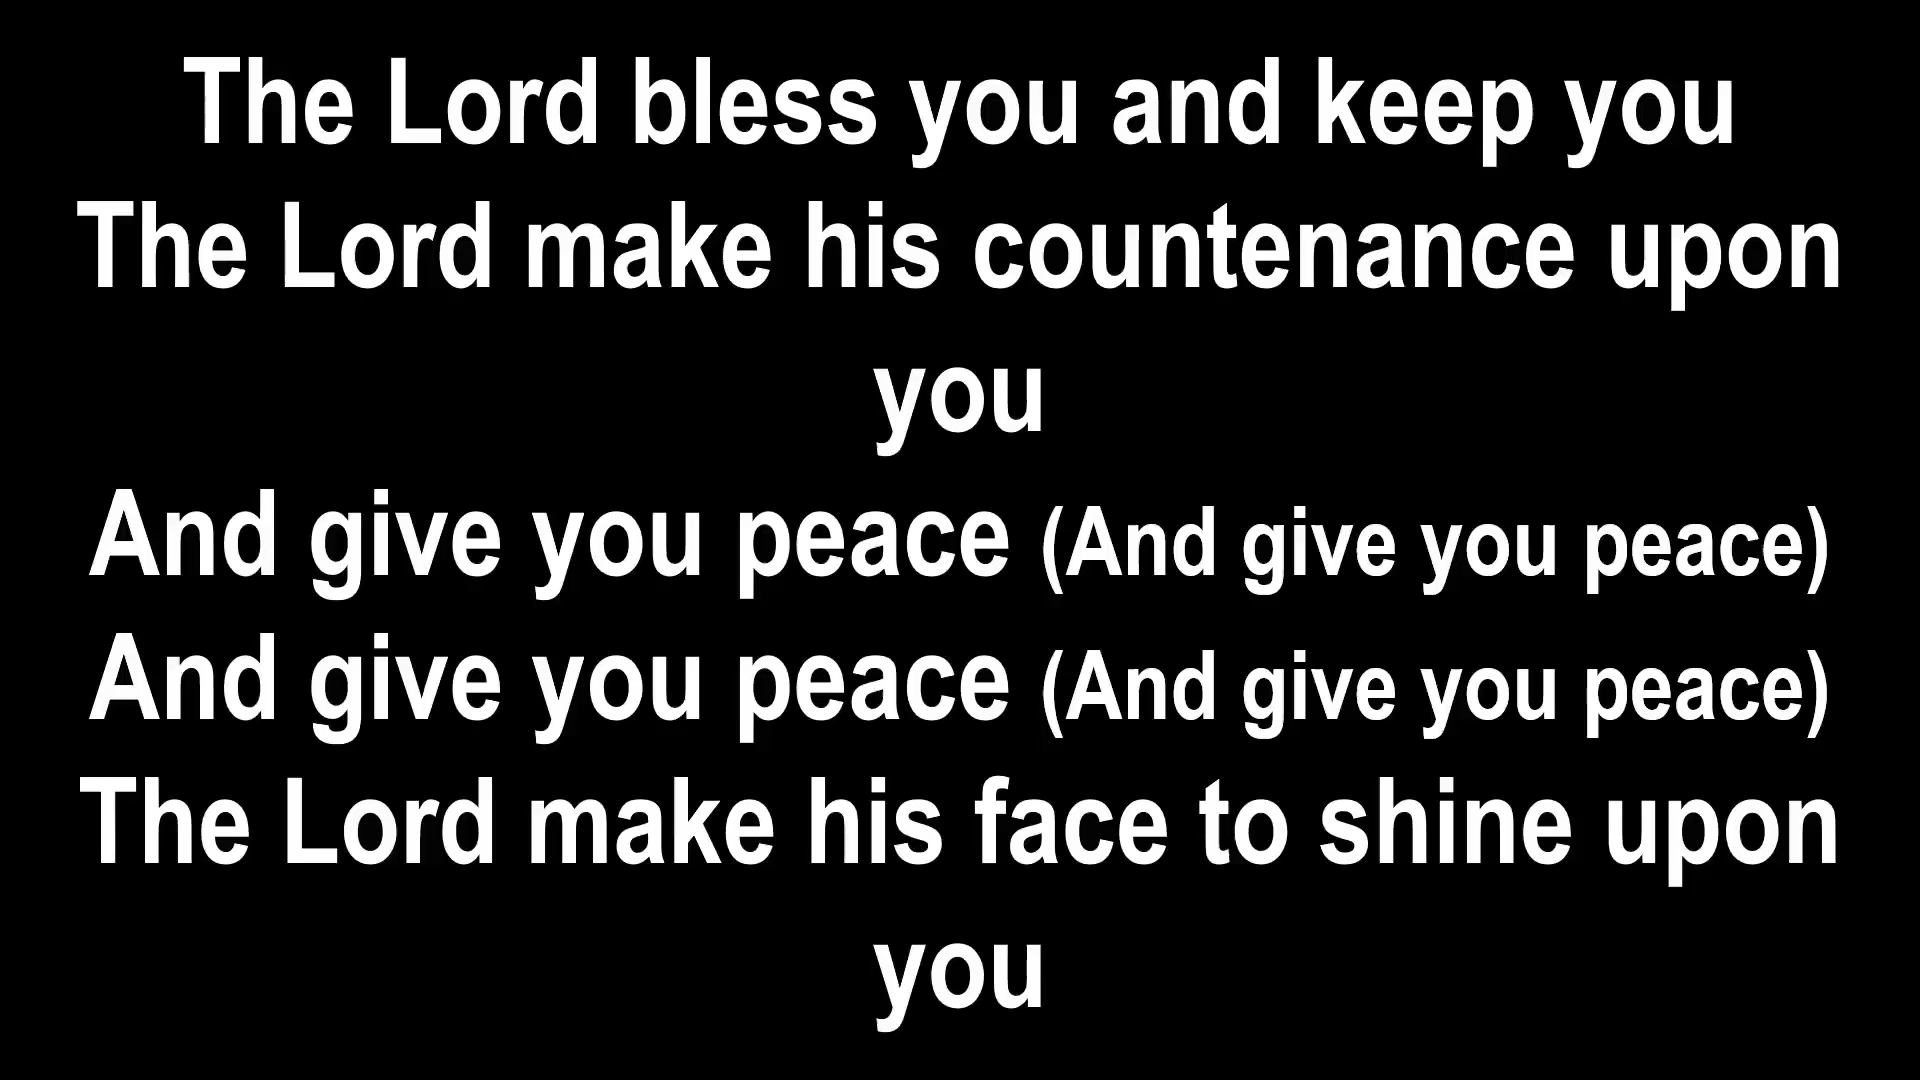 The Lord bless you and keep you
The Lord make his countenance upon
you
And give you peace (And give you peace)
And give you peace (And give you peace)
The Lord make his face to shine upon
you